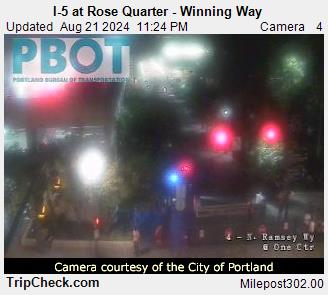 I-5 at Rose Quarter - Winning Way
Updated Aug 21 2024 11:24 PM Camera 4
PBOT
PORTLAND BUREAU OF TRANSPORTATION
4 - N. Ramsey Wy
@ One Ctr
Camera courtesy of the City of Portland
TripCheck.com Milepost302.00